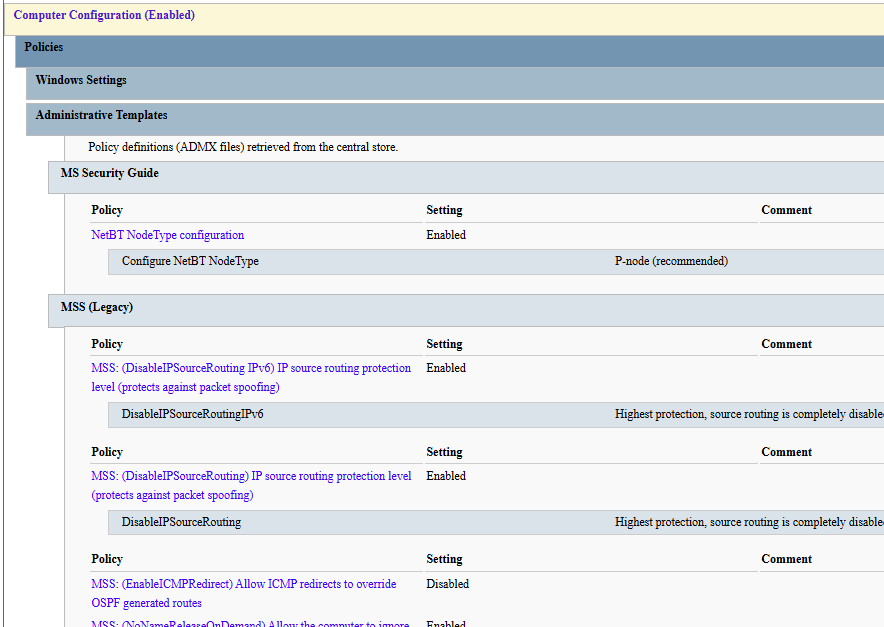 Computer Configuration (Enabled)
Policies
Windows Settings
Administrative Templates
Policy definitions (ADMX files) retrieved from the central store.
MS Security Guide
Policy Setting Comment
NetBT NodeType configuration Enabled
Configure NetBT NodeType P-node (recommended)
MSS (Legacy)
Policy Setting Comment
MSS: (DisableIPSourceRouting IPv6) IP source routing protection Enabled
level (protects against packet spoofing)
DisableIPSourceRoutingIPv6 Highest protection, source routing is completely disable
Policy Setting Comment
MSS: (DisableIPSourceRouting) IP source routing protection level Enabled
(protects against packet spoofing)
DisableIPSourceRouting Highest protection, source routing is completely disable
Policy Setting Comment
MSS: (EnableICMPRedirect) Allow ICMP redirects to override Disabled
OSPF generated routes
MSS: (NoNameReleaseOnDemand) Allow the computer to ignore Enabled